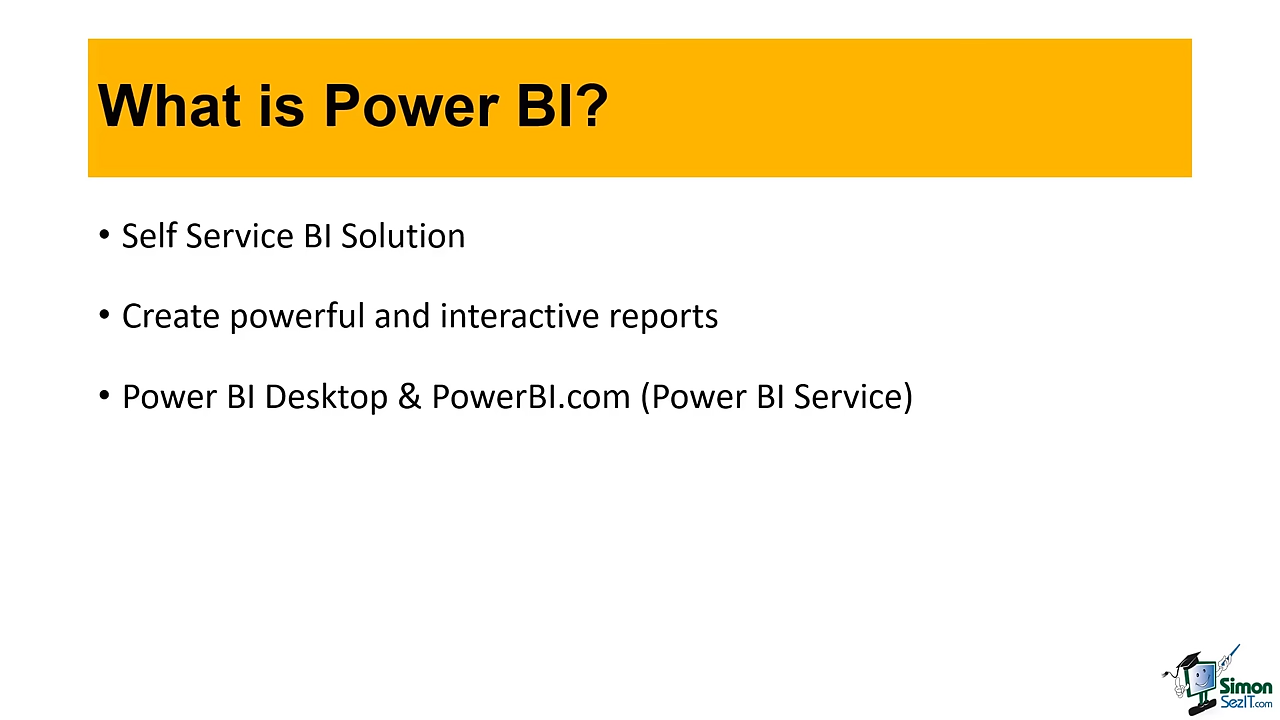 What is Power BI?
• Self Service BI Solution
• Create powerful and interactive reports
• Power BI Desktop & PowerBI.com (Power BI Service)
Simon
SezIT.com